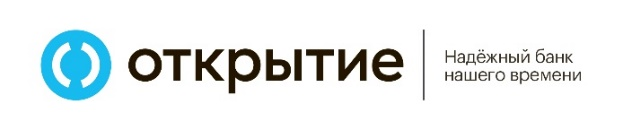 открытие
Надёжный банк
нашего времени